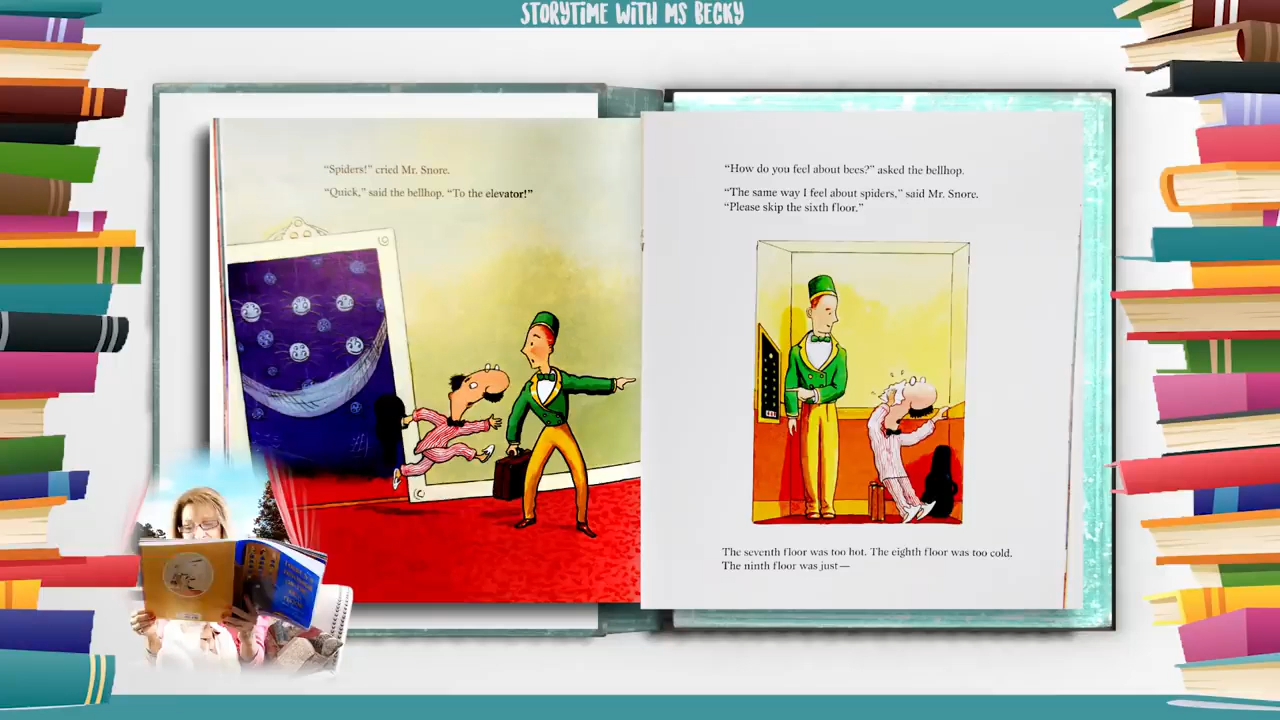 STORYTIME WITH MS BECKY
"Spiders!" cried Mr. Snore.
"Quick," said the bellhop. "To the elevator!"
"How do you feel about bees?" asked the bellhop.
"The same way I feel about spiders," said Mr. Snore.
"Please skip the sixth floor."
The seventh floor was too hot. The eighth floor was too cold.
The ninth floor was just—